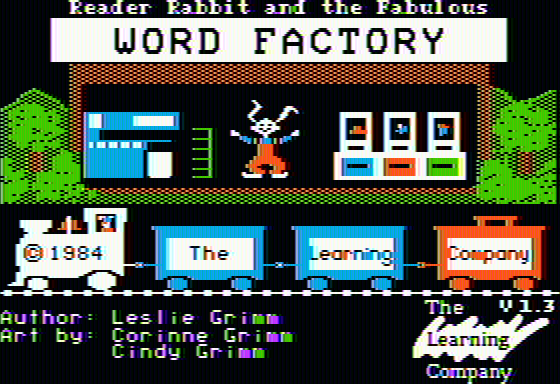 Reader Rabbit and the Fabulous
WORD FACTORY
© 1984 The Learning Company
Author: Leslie Grimm
Art by: Corinne Grimm
Cindy Grimm
The V1.3
Learning
Company